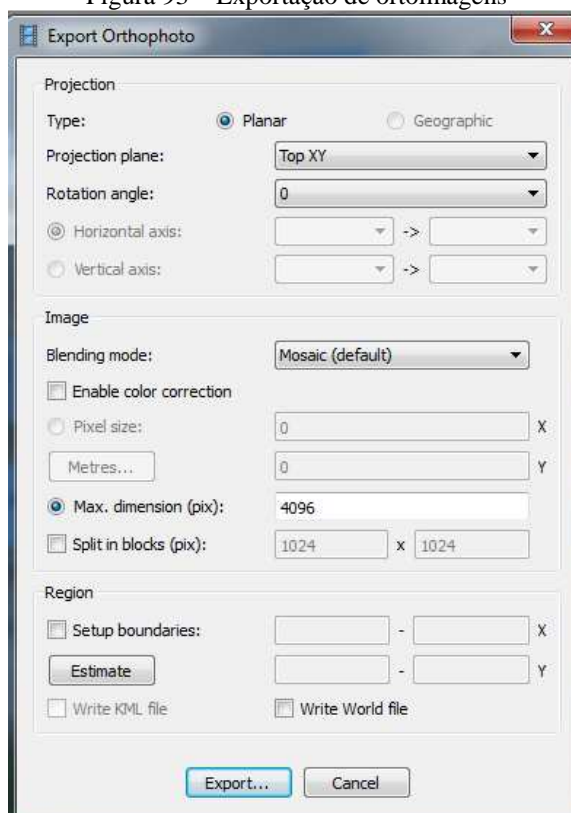 Figura 93 – Exportação de ortoimagens
Export Orthophoto
Projection
Type: Planar Geographic
Projection plane: Top XY
Rotation angle: 0
Horizontal axis: ->
Vertical axis: ->
Image
Blending mode: Mosaic (default)
Enable color correction
Pixel size: 0 X
Metres... 0 Y
Max. dimension (pix): 4096
Split in blocks (pix): 1024 x 1024
Region
Setup boundaries: - X
Estimate - Y
Write KML file Write World file
Export... Cancel